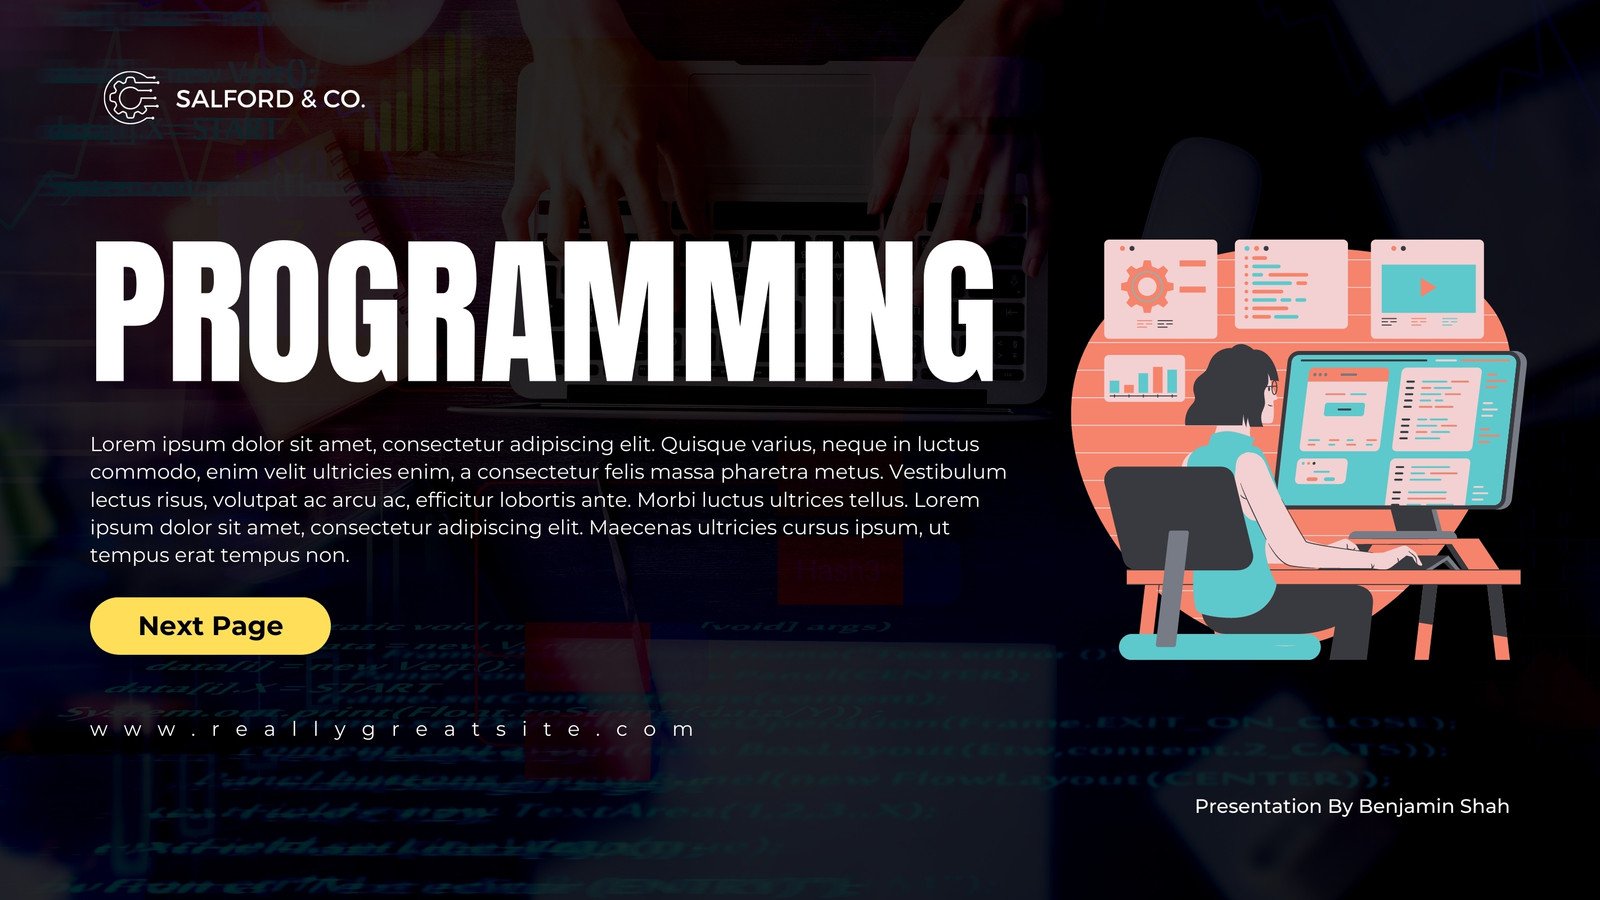 SALFORD & CO.
PROGRAMMING
Lorem ipsum dolor sit amet, consectetur adipiscing elit. Quisque varius, neque in luctus
commodo, enim velit ultricies enim, a consectetur felis massa pharetra metus. Vestibulum
lectus risus, volutpat ac arcu ac, efficitur lobortis ante. Morbi luctus ultrices tellus. Lorem
ipsum dolor sit amet, consectetur adipiscing elit. Maecenas ultricies cursus ipsum, ut
tempus erat tempus non.
Next Page
www.reallygreatsite.com
Presentation By Benjamin Shah